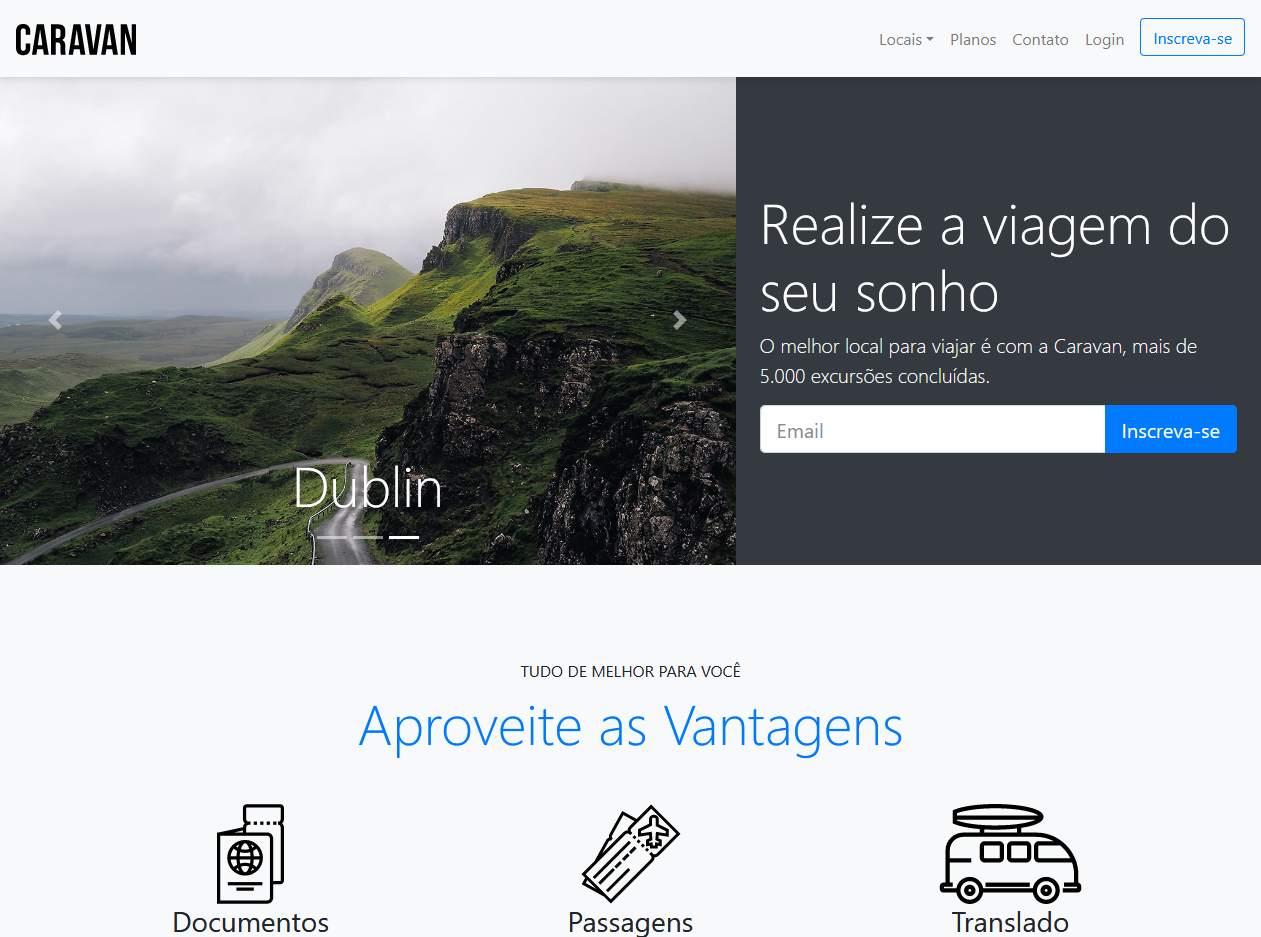 CARAVAN
Locais
Planos
Contato
Login
Inscreva-se
Realize a viagem do
seu sonho
O melhor local para viajar é com a Caravan, mais de
5.000 excursões concluídas.
Email
Inscreva-se
Dublin
TUDO DE MELHOR PARA VOCÊ
Aproveite as Vantagens
Documentos
Passagens
Translado